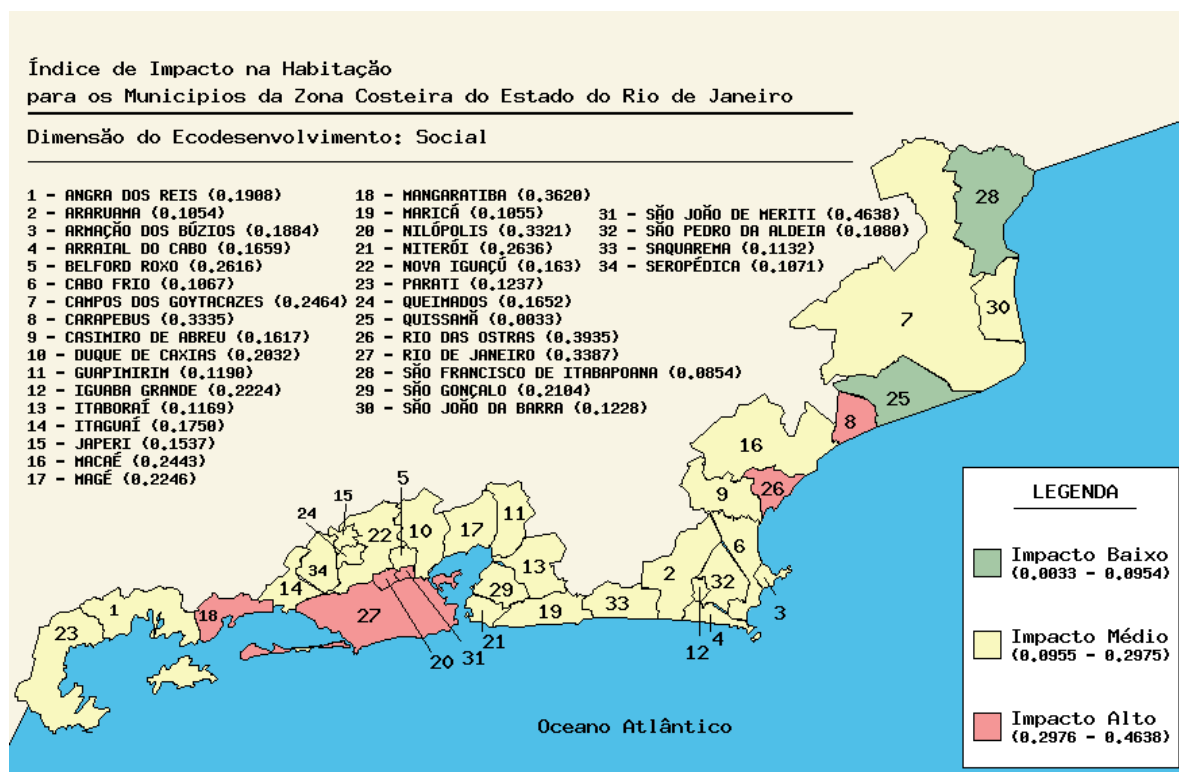 Índice de Impacto na Habitação
para os Municipios da Zona Costeira do Estado do Rio de Janeiro
Dimensão do Ecodesenvolvimento: Social
1 - ANGRA DOS REIS (0.1908)
2 - ARARUAMA (0.1054)
3 - ARMAÇÃO DOS BÚZIOS (0.1884)
4 - ARRAIAL DO CABO (0.1659)
5 - BELFORD ROXO (0.2616)
6 - CABO FRIO (0.1067)
7 - CAMPOS DOS GOYTACAZES (0.2464)
8 - CARAPEBUS (0.3335)
9 - CASIMIRO DE ABREU (0.1617)
10 - DUQUE DE CAXIAS (0.2032)
11 - GUAPIMIRIM (0.1190)
12 - IGUABA GRANDE (0.2224)
13 - ITABORAÍ (0.1169)
14 - ITAGUAÍ (0.1750)
15 - JAPERI (0.1537)
16 - MACAÉ (0.2443)
17 - MAGÉ (0.2246)
18 - MANGARATIBA (0.3620)
19 - MARICÁ (0.1055)
20 - NILÓPOLIS (0.3321)
21 - NITERÓI (0.2636)
22 - NOVA IGUAÇÚ (0.163)
23 - PARATI (0.1237)
24 - QUEIMADOS (0.1652)
25 - QUISSAMÃ (0.0033)
26 - RIO DAS OSTRAS (0.3935)
27 - RIO DE JANEIRO (0.3387)
28 - SÃO FRANCISCO DE ITABAPOANA (0.0854)
29 - SÃO GONÇALO (0.2104)
30 - SÃO JOÃO DA BARRA (0.1228)
31 - SÃO JOÃO DE MERITI (0.4638)
32 - SÃO PEDRO DA ALDEIA (0.1080)
33 - SAQUAREMA (0.1132)
34 - SEROPÉDICA (0.1071)
28
30
7
25
8
16
26
9
5
15
24
22
10
17
11
6
34
14
13
2
32
29
18
27
1
23
19
33
3
21
4
12
20
31
Oceano Atlântico
LEGENDA
Impacto Baixo
(0.0033 - 0.0954)
Impacto Médio
(0.0955 - 0.2975)
Impacto Alto
(0.2976 - 0.4638)